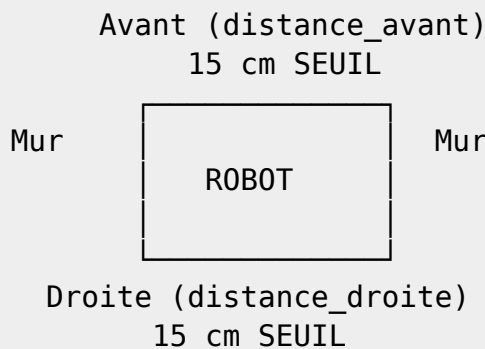 Avant (distance_avant)
15 cm SEUIL
Mur Mur
ROBOT
Droite (distance_droite)
15 cm SEUIL